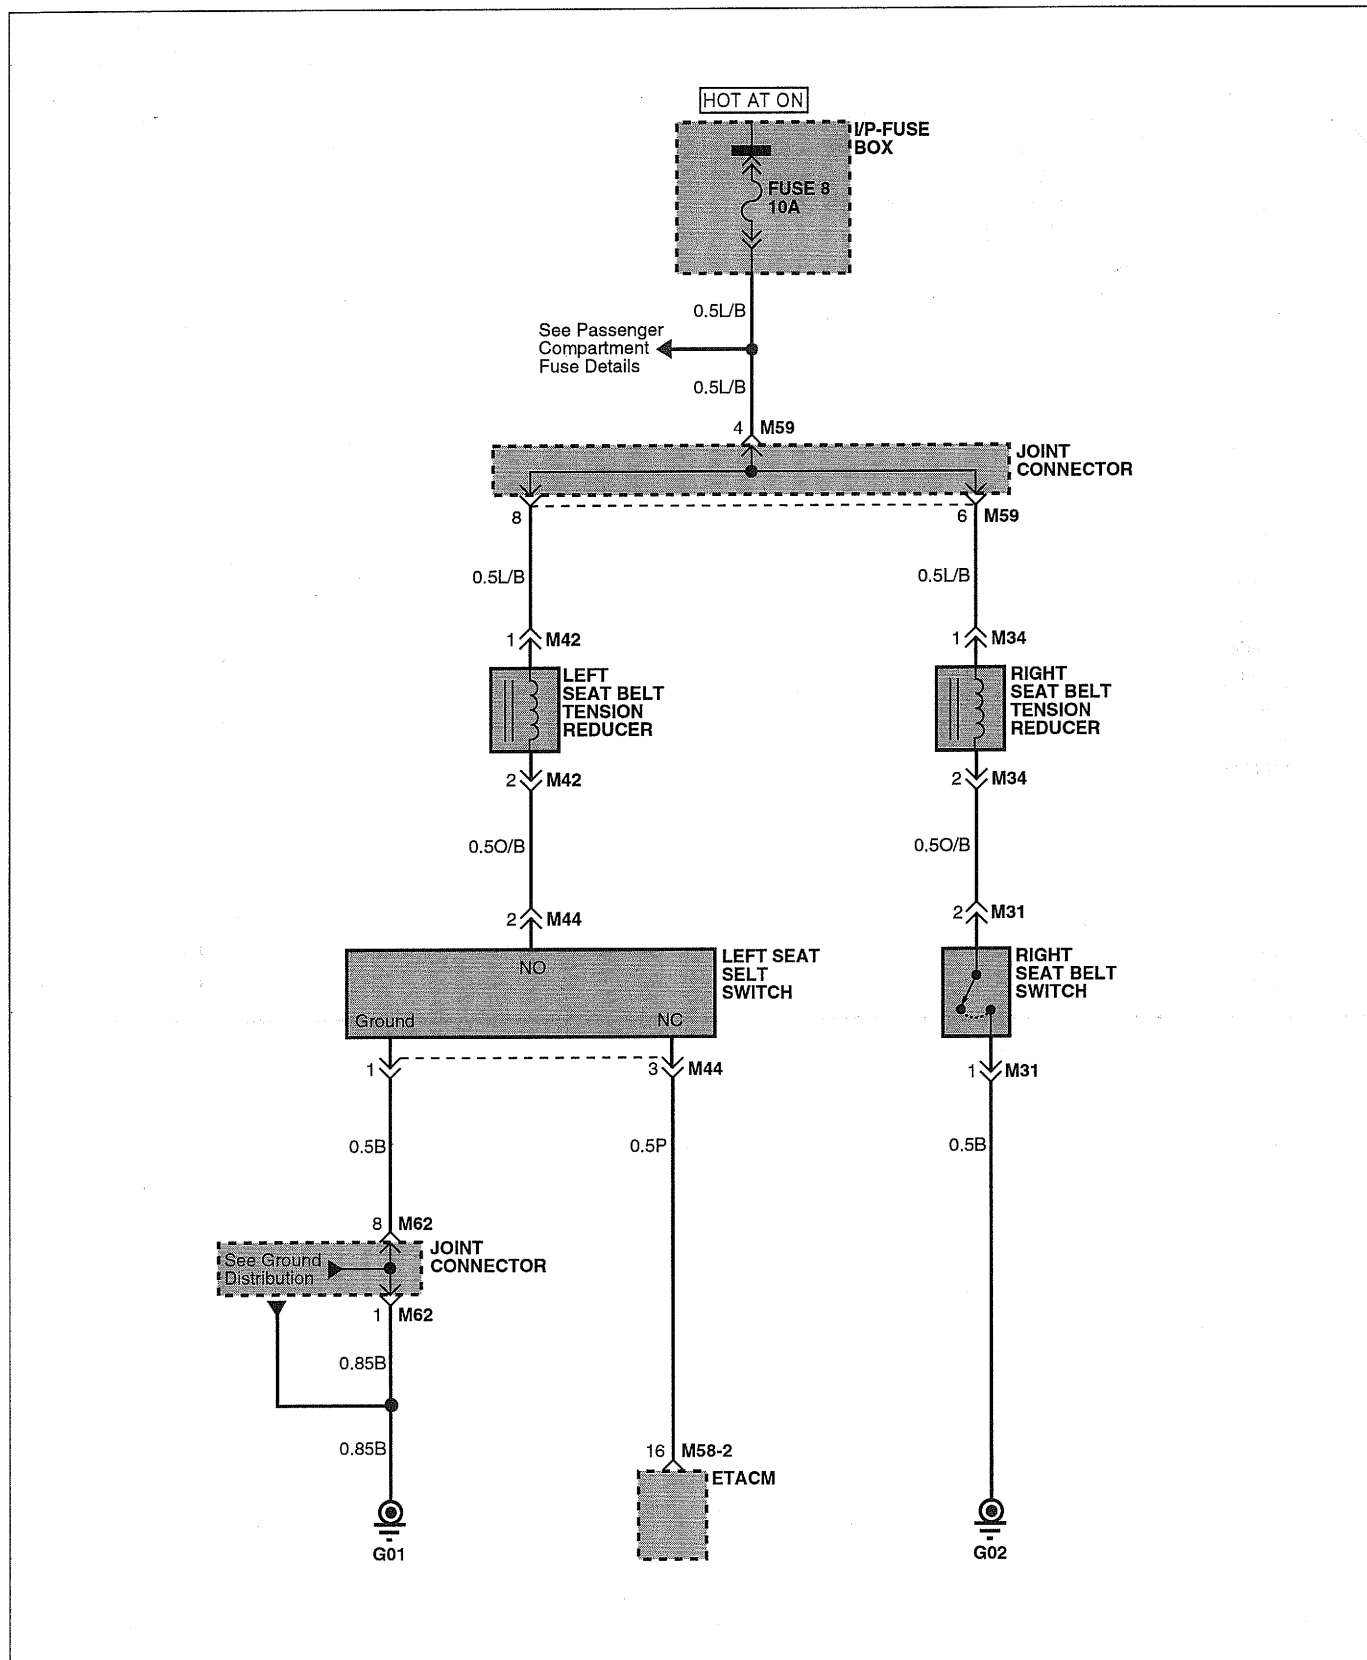 HOT AT ON
I/P-FUSE
BOX
FUSE 8
10A
0.5L/B
See Passenger
Compartment
Fuse Details
0.5L/B
4 M59
JOINT
CONNECTOR
8
6 M59
0.5L/B
0.5L/B
1 M42
1 M34
LEFT
SEAT BELT
TENSION
REDUCER
RIGHT
SEAT BELT
TENSION
REDUCER
2 M42
2 M34
0.5O/B
0.5O/B
2 M44
2 M31
NO
Ground
NC
LEFT SEAT
SELT
SWITCH
RIGHT
SEAT BELT
SWITCH
1
3 M44
1 M31
0.5B
0.5P
0.5B
8 M62
See Ground
Distribution
JOINT
CONNECTOR
1 M62
0.85B
0.85B
16 M58-2
ETACM
G01
G02